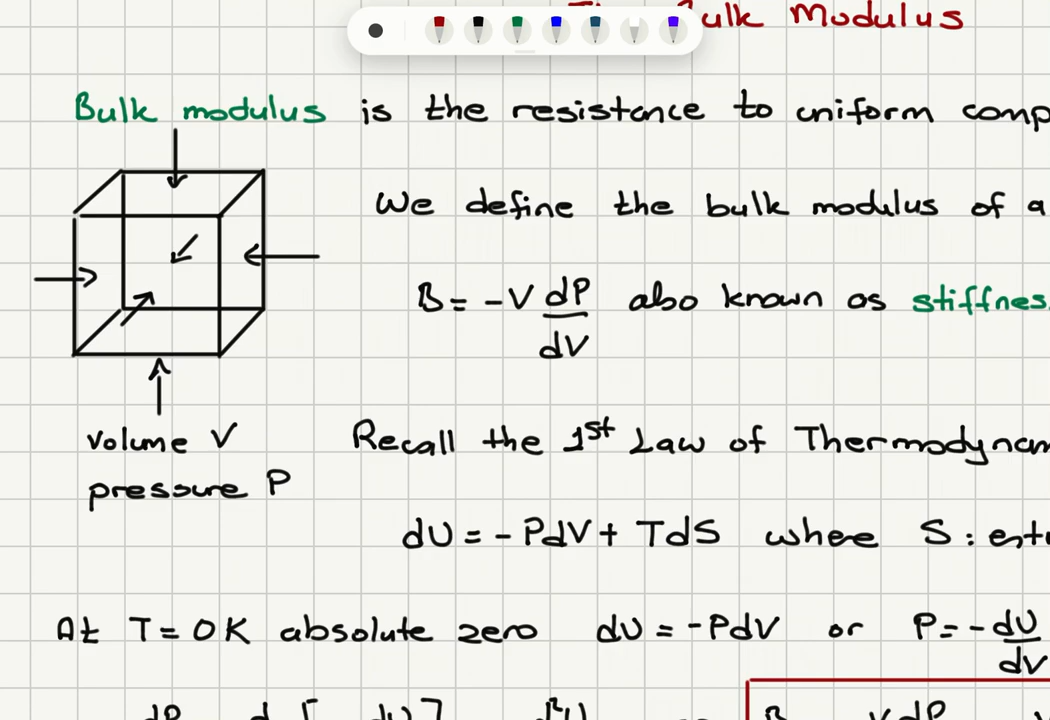 Bulk Modulus
Bulk modulus is the resistance to uniform comp
We define the bulk modulus of a
B = -V dP/dV also known as stiffnes
volume V
pressure P
Recall the 1st Law of Thermodynam
dU = - PdV + TdS where S : entr
At T = 0K absolute zero dU = -PdV or P = - dU/dV